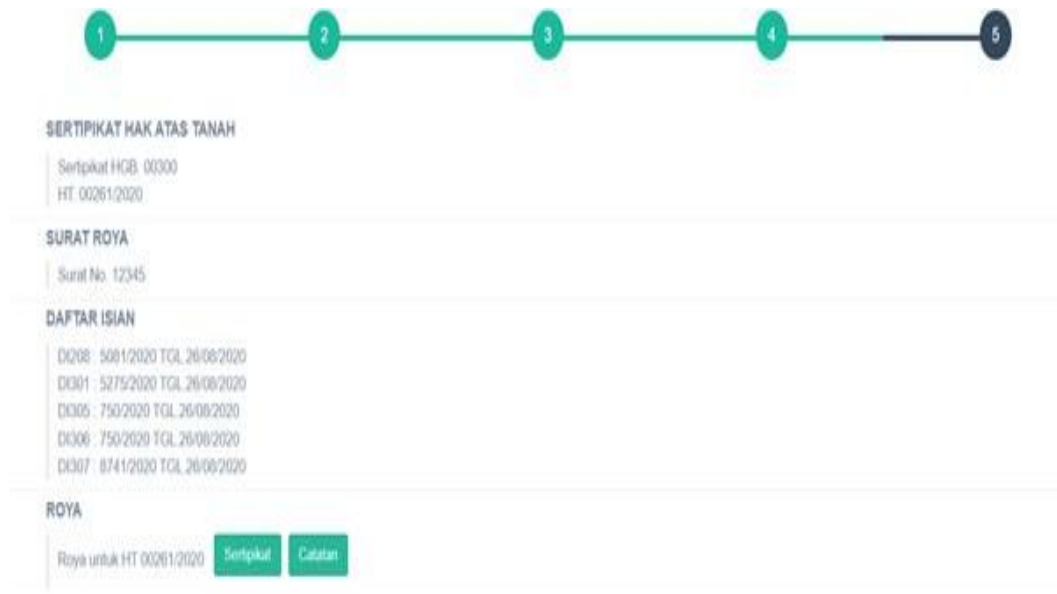 1 2 3 4 5
SERTIPIKAT HAK ATAS TANAH
Sertipikat HGB. 00300
HT. 00261/2020
SURAT ROYA
Surat No. 12345
DAFTAR ISIAN
DI208 : 5081/2020 TGL.26/08/2020
DI301 : 5275/2020 TGL.26/08/2020
DI305 : 750/2020 TGL.26/08/2020
DI306 : 750/2020 TGL.26/08/2020
DI307 : 8741/2020 TGL.26/08/2020
ROYA
Roya untuk HT 00261/2020 Sertipikat Catatan